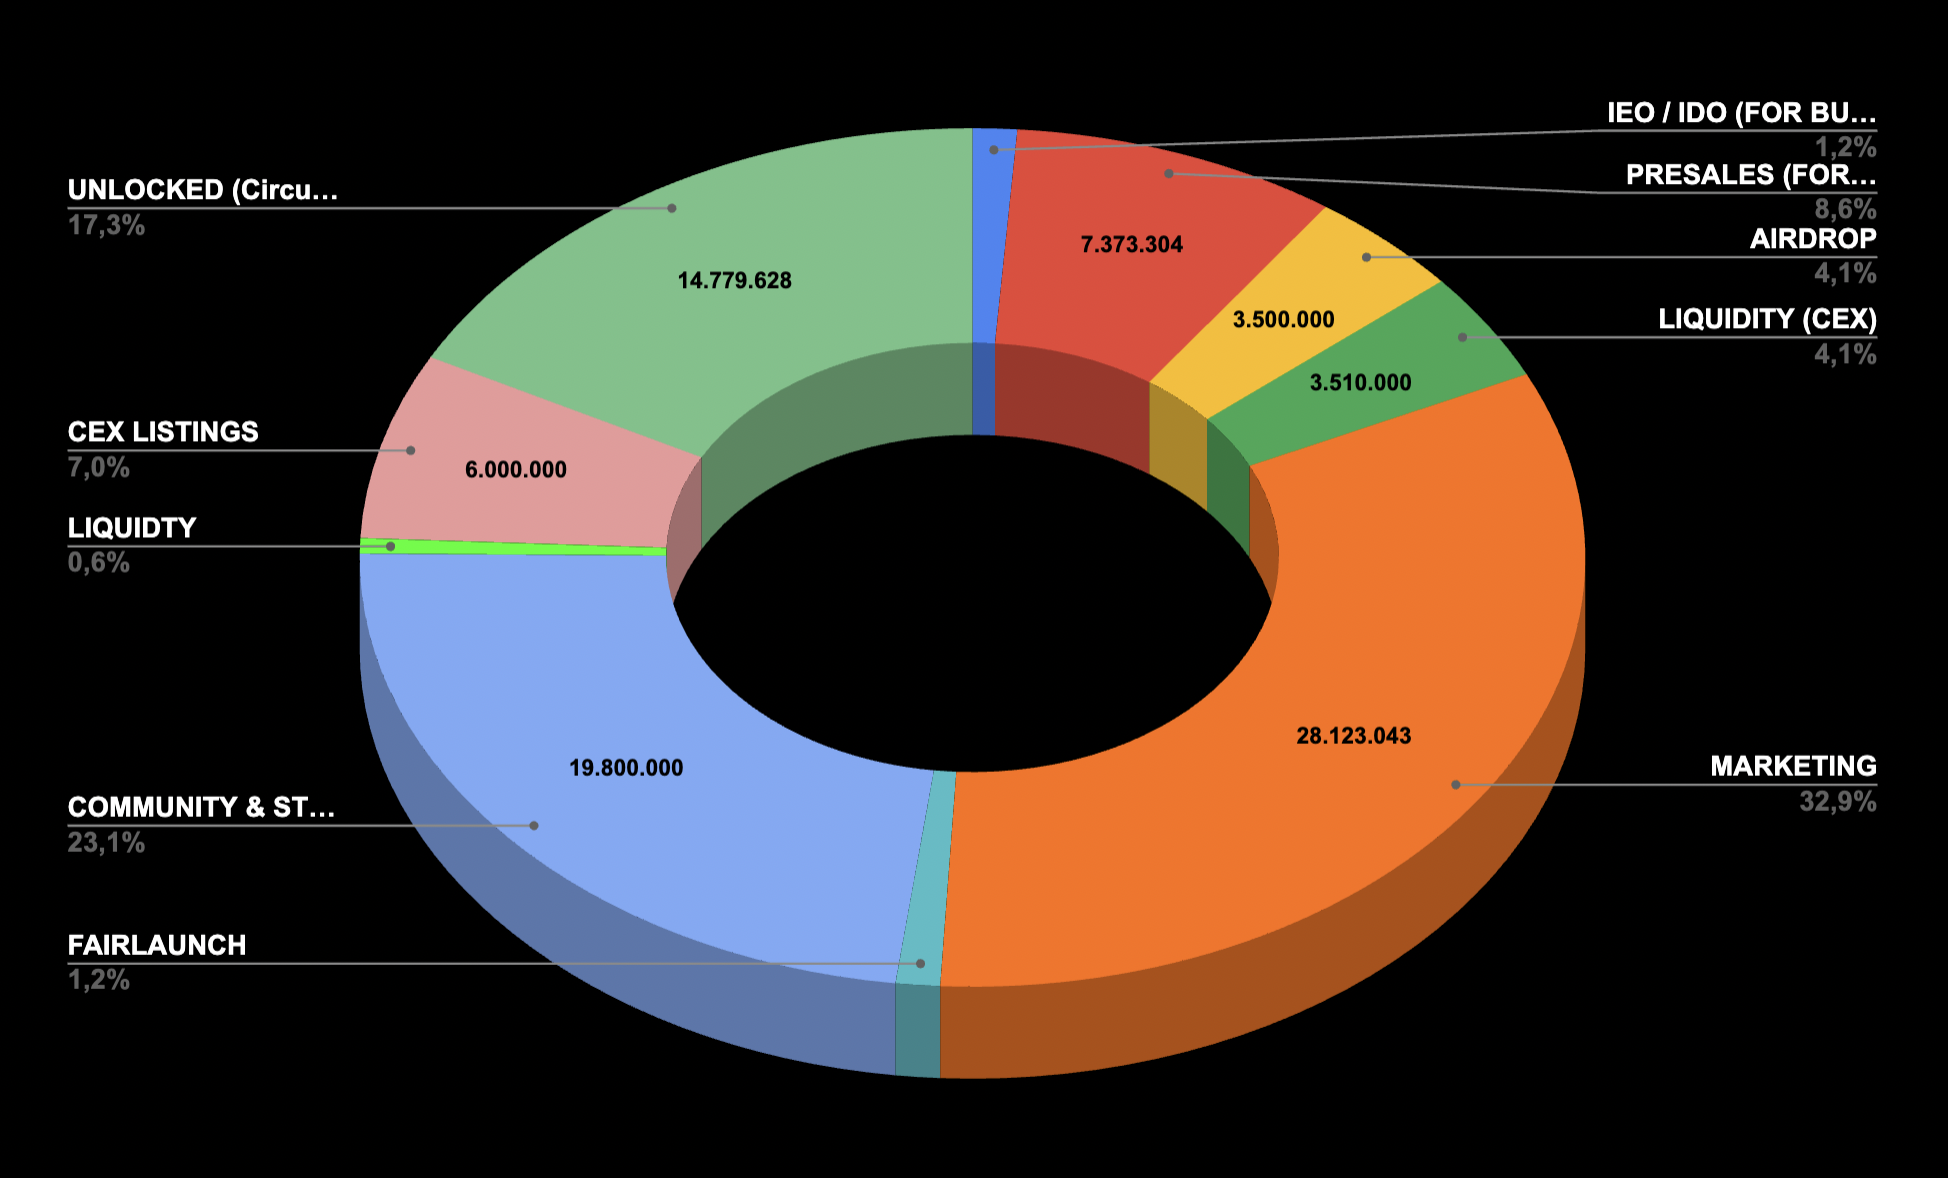 IEO / IDO (FOR BU…
1,2%
PRESALES (FOR…
8,6%
AIRDROP
4,1%
LIQUIDITY (CEX)
4,1%
MARKETING
32,9%
UNLOCKED (Circu…
17,3%
CEX LISTINGS
7,0%
LIQUIDTY
0,6%
COMMUNITY & ST…
23,1%
FAIRLAUNCH
1,2%
7.373.304
14.779.628
3.500.000
3.510.000
6.000.000
28.123.043
19.800.000